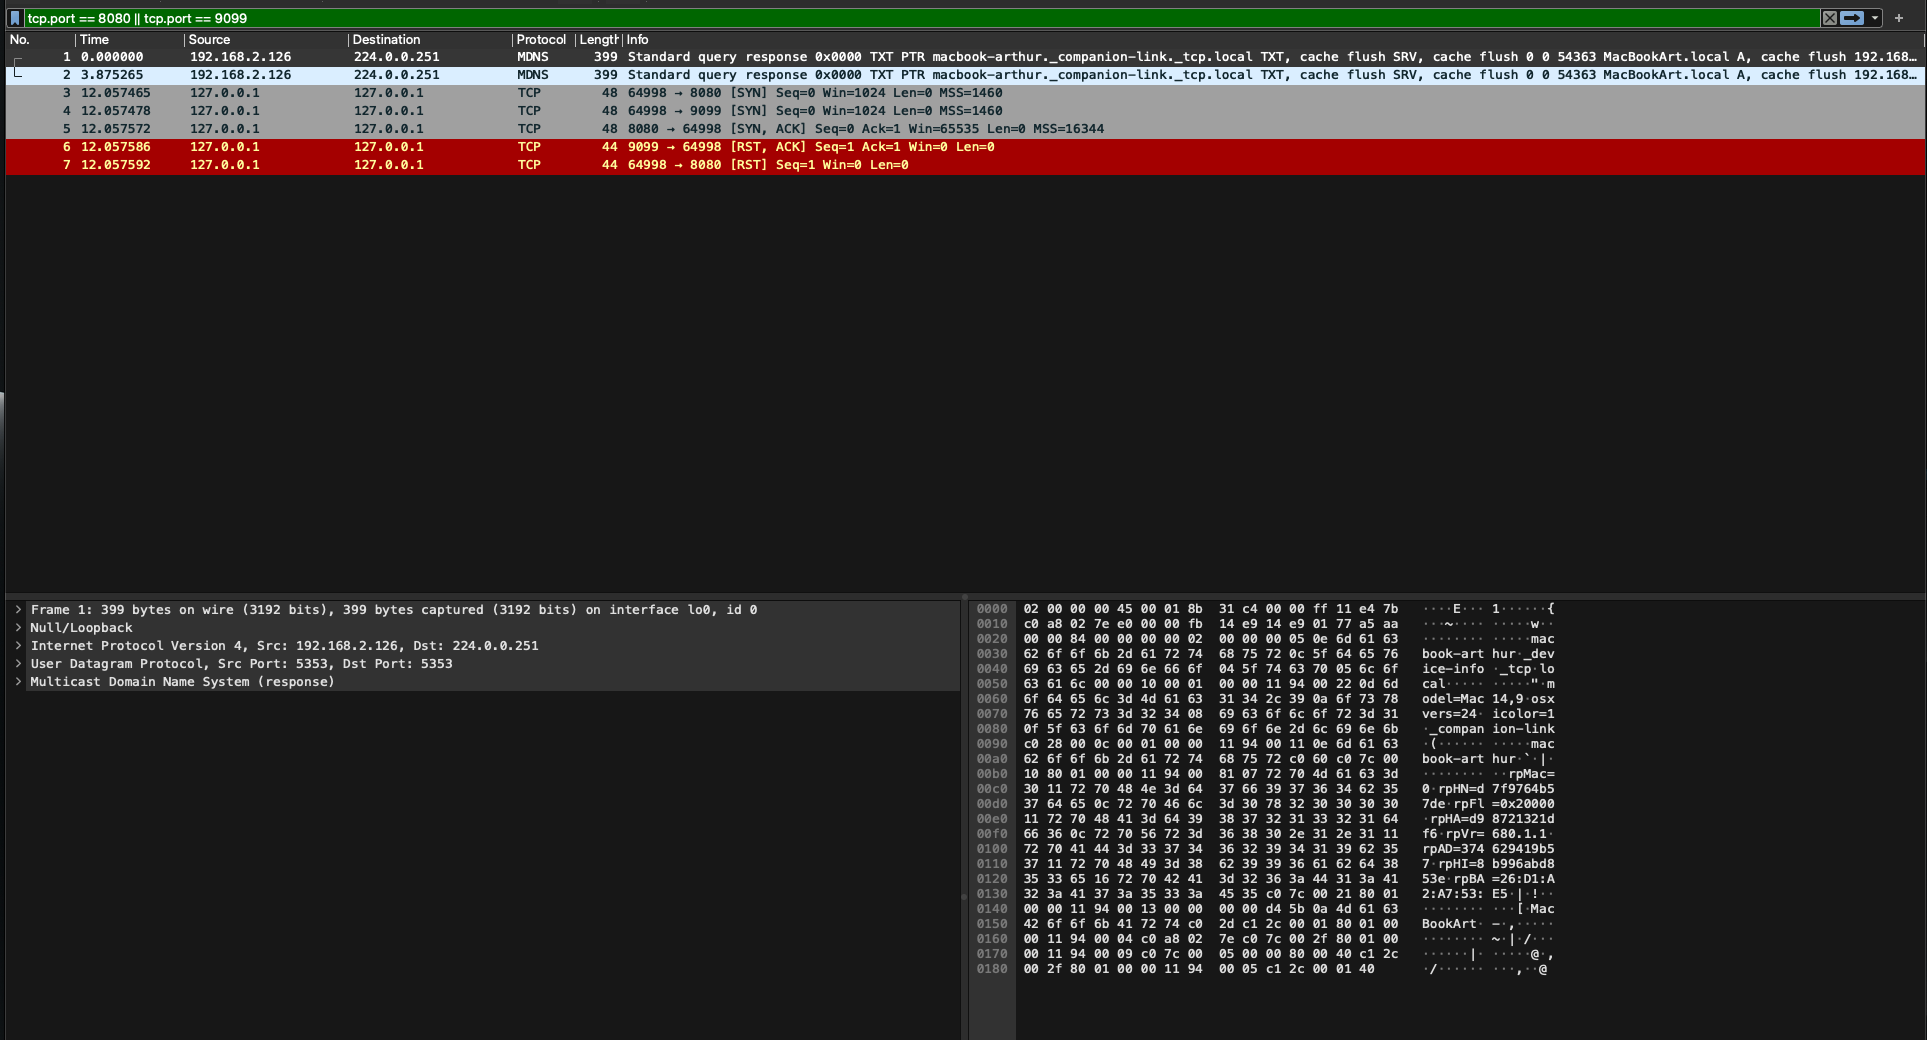 tcp.port == 8080 || tcp.port == 9099
No. Time Source Destination Protocol Length Info
1 0.000000 192.168.2.126 224.0.0.251 MDNS 399 Standard query response 0x0000 TXT PTR macbook-arthur._companion-link._tcp.local TXT, cache flush SRV, cache flush 0 0 54363 MacBookArt.local A, cache flush 192.168…
2 3.875265 192.168.2.126 224.0.0.251 MDNS 399 Standard query response 0x0000 TXT PTR macbook-arthur._companion-link._tcp.local TXT, cache flush SRV, cache flush 0 0 54363 MacBookArt.local A, cache flush 192.168…
3 12.057465 127.0.0.1 127.0.0.1 TCP 48 64998 → 8080 [SYN] Seq=0 Win=1024 Len=0 MSS=1460
4 12.057478 127.0.0.1 127.0.0.1 TCP 48 64998 → 9099 [SYN] Seq=0 Win=1024 Len=0 MSS=1460
5 12.057572 127.0.0.1 127.0.0.1 TCP 48 8080 → 64998 [SYN, ACK] Seq=0 Ack=1 Win=65535 Len=0 MSS=16344
6 12.057586 127.0.0.1 127.0.0.1 TCP 44 9099 → 64998 [RST, ACK] Seq=1 Ack=1 Win=0 Len=0
7 12.057592 127.0.0.1 127.0.0.1 TCP 44 64998 → 8080 [RST] Seq=1 Win=0 Len=0
Frame 1: 399 bytes on wire (3192 bits), 399 bytes captured (3192 bits) on interface lo0, id 0
Null/Loopback
Internet Protocol Version 4, Src: 192.168.2.126, Dst: 224.0.0.251
User Datagram Protocol, Src Port: 5353, Dst Port: 5353
Multicast Domain Name System (response)
0000 02 00 00 00 45 00 01 8b 31 c4 00 00 ff 11 e4 7b ····E··· 1······{
0010 c0 a8 02 7e e0 00 00 fb 14 e9 14 e9 01 77 a5 aa ···~···· ·····w··
0020 00 00 84 00 00 00 00 02 00 00 00 05 0e 6d 61 63 ········ ·····mac
0030 62 6f 6f 6b 2d 61 72 74 68 75 72 0c 5f 64 65 76 book-art hur·_dev
0040 69 63 65 2d 69 6e 66 6f 04 5f 74 63 70 05 6c 6f ice-info ·_tcp·lo
0050 63 61 6c 00 00 10 00 01 00 00 11 94 00 22 0d 6d cal····· ·····"·m
0060 6f 64 65 6c 3d 4d 61 63 31 34 2c 39 0a 6f 73 78 odel=Mac 14,9·osx
0070 76 65 72 73 3d 32 34 08 69 63 6f 6c 6f 72 3d 31 vers=24· icolor=1
0080 0f 5f 63 6f 6d 70 61 6e 69 6f 6e 2d 6c 69 6e 6b ·_compan ion-link
0090 c0 28 00 0c 00 01 00 00 11 94 00 11 0e 6d 61 63 ·(······ ·····mac
00a0 62 6f 6f 6b 2d 61 72 74 68 75 72 c0 60 c0 7c 00 book-art hur·`·|·
00b0 10 80 01 00 00 11 94 00 81 07 72 70 4d 61 63 3d ········ ··rpMac=
00c0 30 11 72 70 48 4e 3d 64 37 66 39 37 36 34 62 35 0·rpHN=d 7f9764b5
00d0 37 64 65 0c 72 70 46 6c 3d 30 78 32 30 30 30 30 7de·rpFl =0x20000
00e0 11 72 70 48 41 3d 64 39 38 37 32 31 33 32 31 64 ·rpHA=d9 8721321d
00f0 66 36 0c 72 70 56 72 3d 36 38 30 2e 31 2e 31 11 f6·rpVr= 680.1.1·
0100 72 70 41 44 3d 33 37 34 36 32 39 34 31 39 62 35 rpAD=374 629419b5
0110 37 11 72 70 48 49 3d 38 62 39 39 36 61 62 64 38 7·rpHI=8 b996abd8
0120 35 33 65 16 72 70 42 41 3d 32 36 3a 44 31 3a 41 53e·rpBA =26:D1:A
0130 32 3a 41 37 3a 35 33 3a 45 35 c0 7c 00 21 80 01 2:A7:53: E5·|·!··
0140 00 00 11 94 00 13 00 00 00 00 d4 5b 0a 4d 61 63 ········ ···[·Mac
0150 42 6f 6f 6b 41 72 74 c0 2d c1 2c 00 01 80 01 00 BookArt· -·,·····
0160 00 11 94 00 04 c0 a8 02 7e c0 7c 00 2f 80 01 00 ········ ~·|·/···
0170 00 11 94 00 09 c0 7c 00 05 00 00 80 00 40 c1 2c ······|· ·····@·,
0180 00 2f 80 01 00 00 11 94 00 05 c1 2c 00 01 40 ·/······ ···,··@